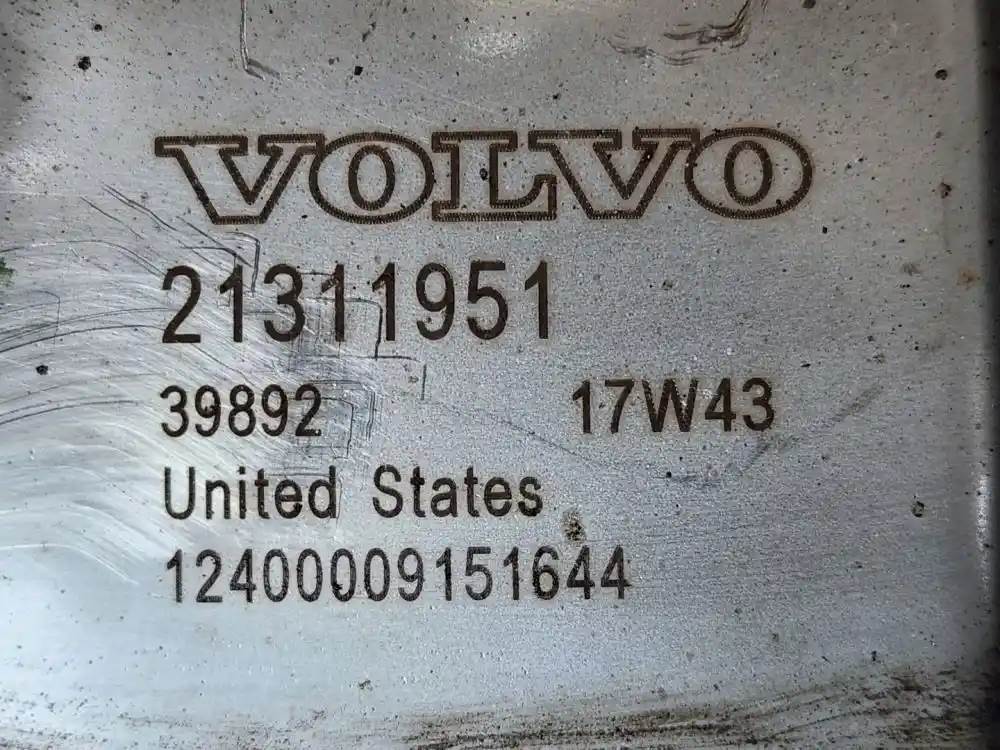 VOLVO
21311951
39892 17W43
United States
12400009151644